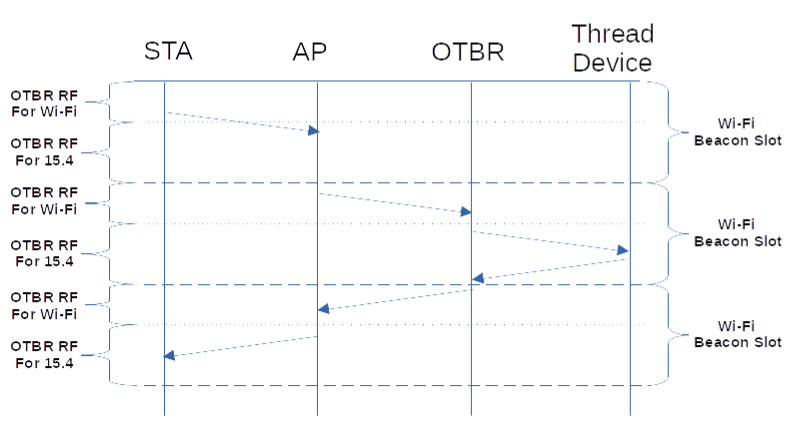 STA
AP
OTBR
Thread
Device
OTBR RF
For Wi-Fi
OTBR RF
For 15.4
Wi-Fi
Beacon Slot
OTBR RF
For Wi-Fi
OTBR RF
For 15.4
Wi-Fi
Beacon Slot
OTBR RF
For Wi-Fi
OTBR RF
For 15.4
Wi-Fi
Beacon Slot